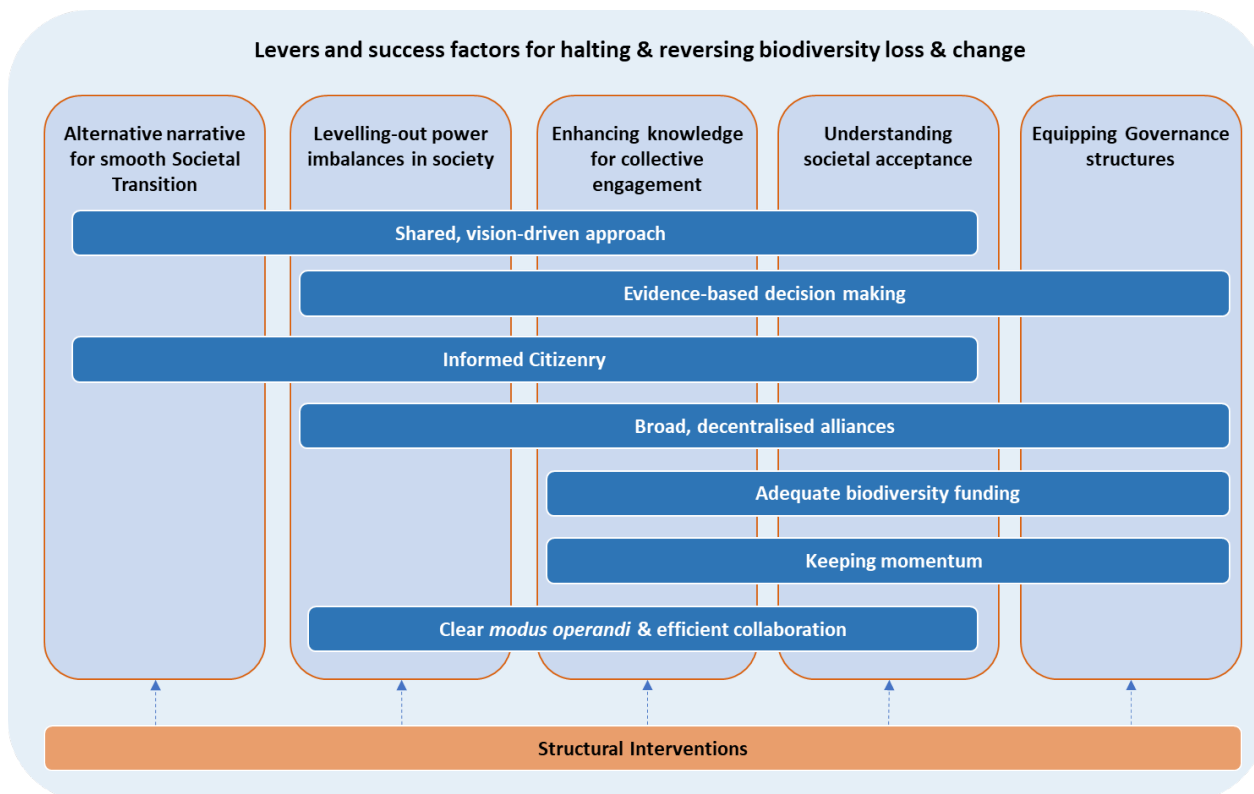 Levers and success factors for halting & reversing biodiversity loss & change
Alternative narrative
for smooth Societal
Transition
Levelling-out power
imbalances in society
Enhancing knowledge
for collective
engagement
Understanding
societal acceptance
Equipping Governance
structures
Shared, vision-driven approach
Evidence-based decision making
Informed Citizenry
Broad, decentralised alliances
Adequate biodiversity funding
Keeping momentum
Clear modus operandi & efficient collaboration
Structural Interventions